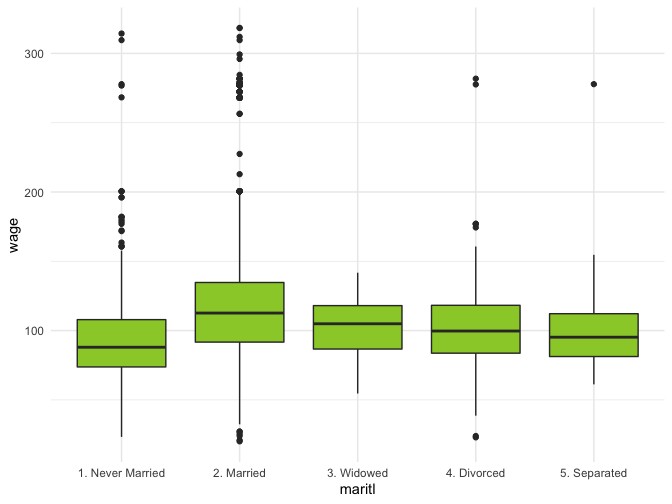 300
200
100
wage
1. Never Married
2. Married
3. Widowed
4. Divorced
5. Separated
maritl